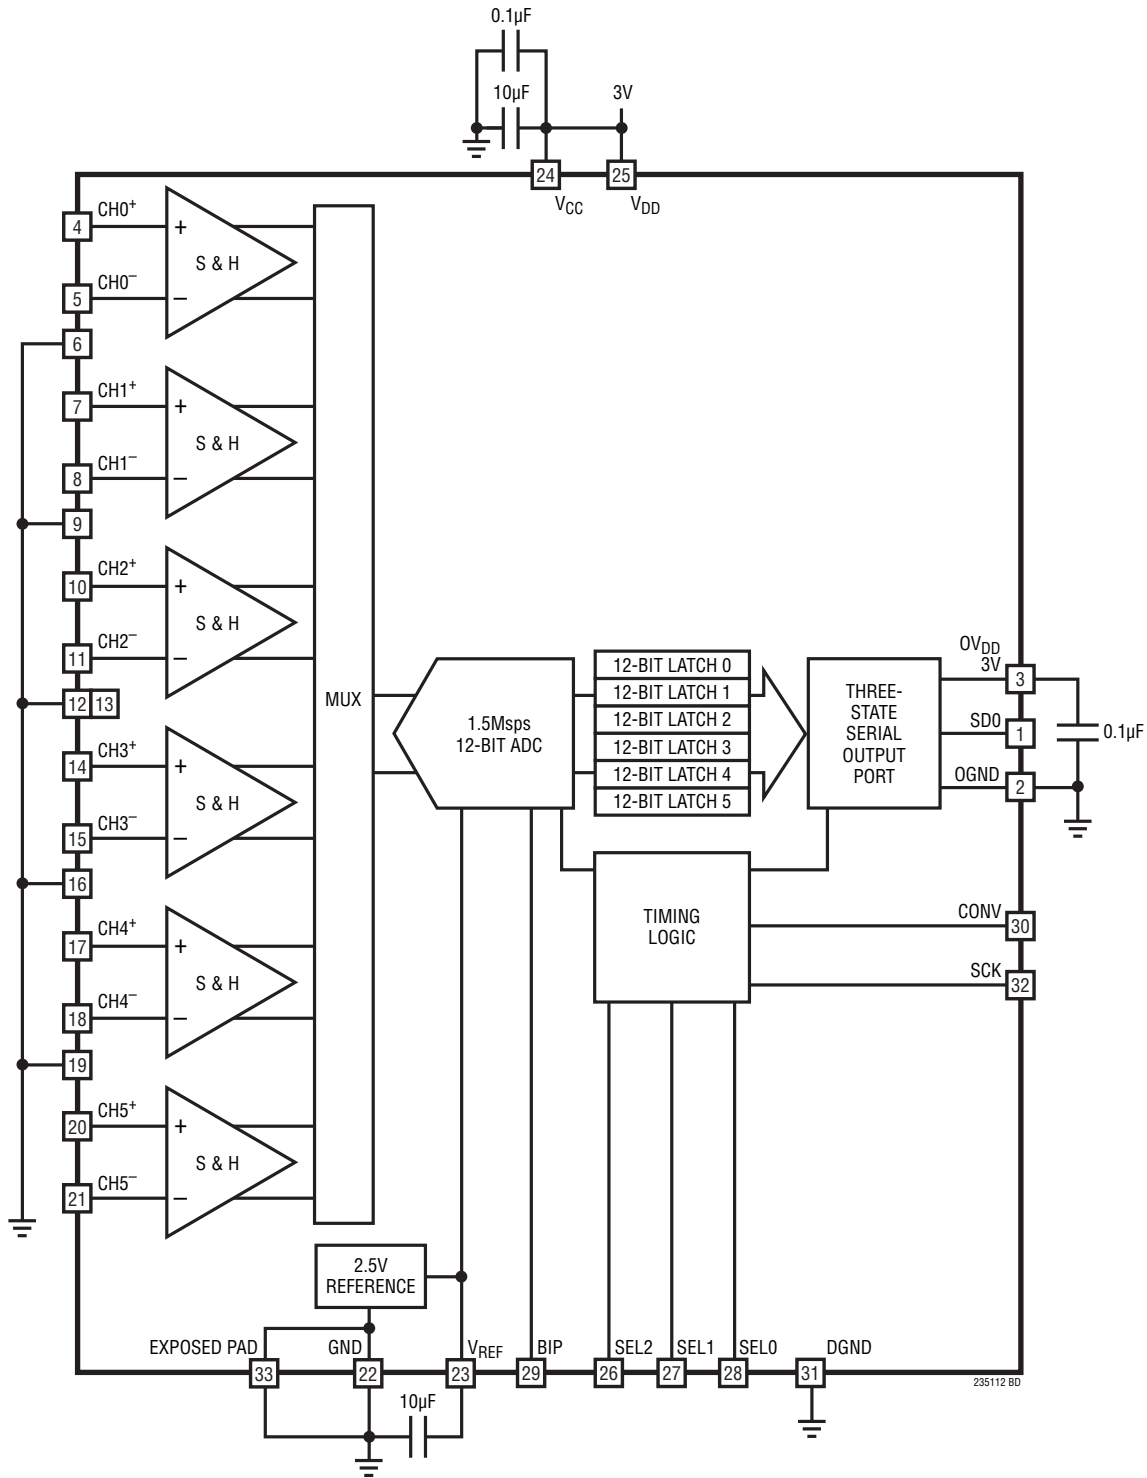 0.1µF
10µF
3V
24
25
VCC
VDD
4
CH0+
+
S & H
5
CH0–
–
6
7
CH1+
+
S & H
8
CH1–
–
9
10
CH2+
+
S & H
11
CH2–
–
12
13
14
CH3+
+
S & H
15
CH3–
–
16
17
CH4+
+
S & H
18
CH4–
–
19
20
CH5+
+
S & H
21
CH5–
–
MUX
1.5Msps
12-BIT ADC
12-BIT LATCH 0
12-BIT LATCH 1
12-BIT LATCH 2
12-BIT LATCH 3
12-BIT LATCH 4
12-BIT LATCH 5
THREE-
STATE
SERIAL
OUTPUT
PORT
OVDD
3V
3
SD0
1
0.1µF
OGND
2
TIMING
LOGIC
CONV
30
SCK
32
2.5V
REFERENCE
EXPOSED PAD
GND
VREF
BIP
SEL2
SEL1
SEL0
DGND
33
22
23
29
26
27
28
31
10µF
235112 BD